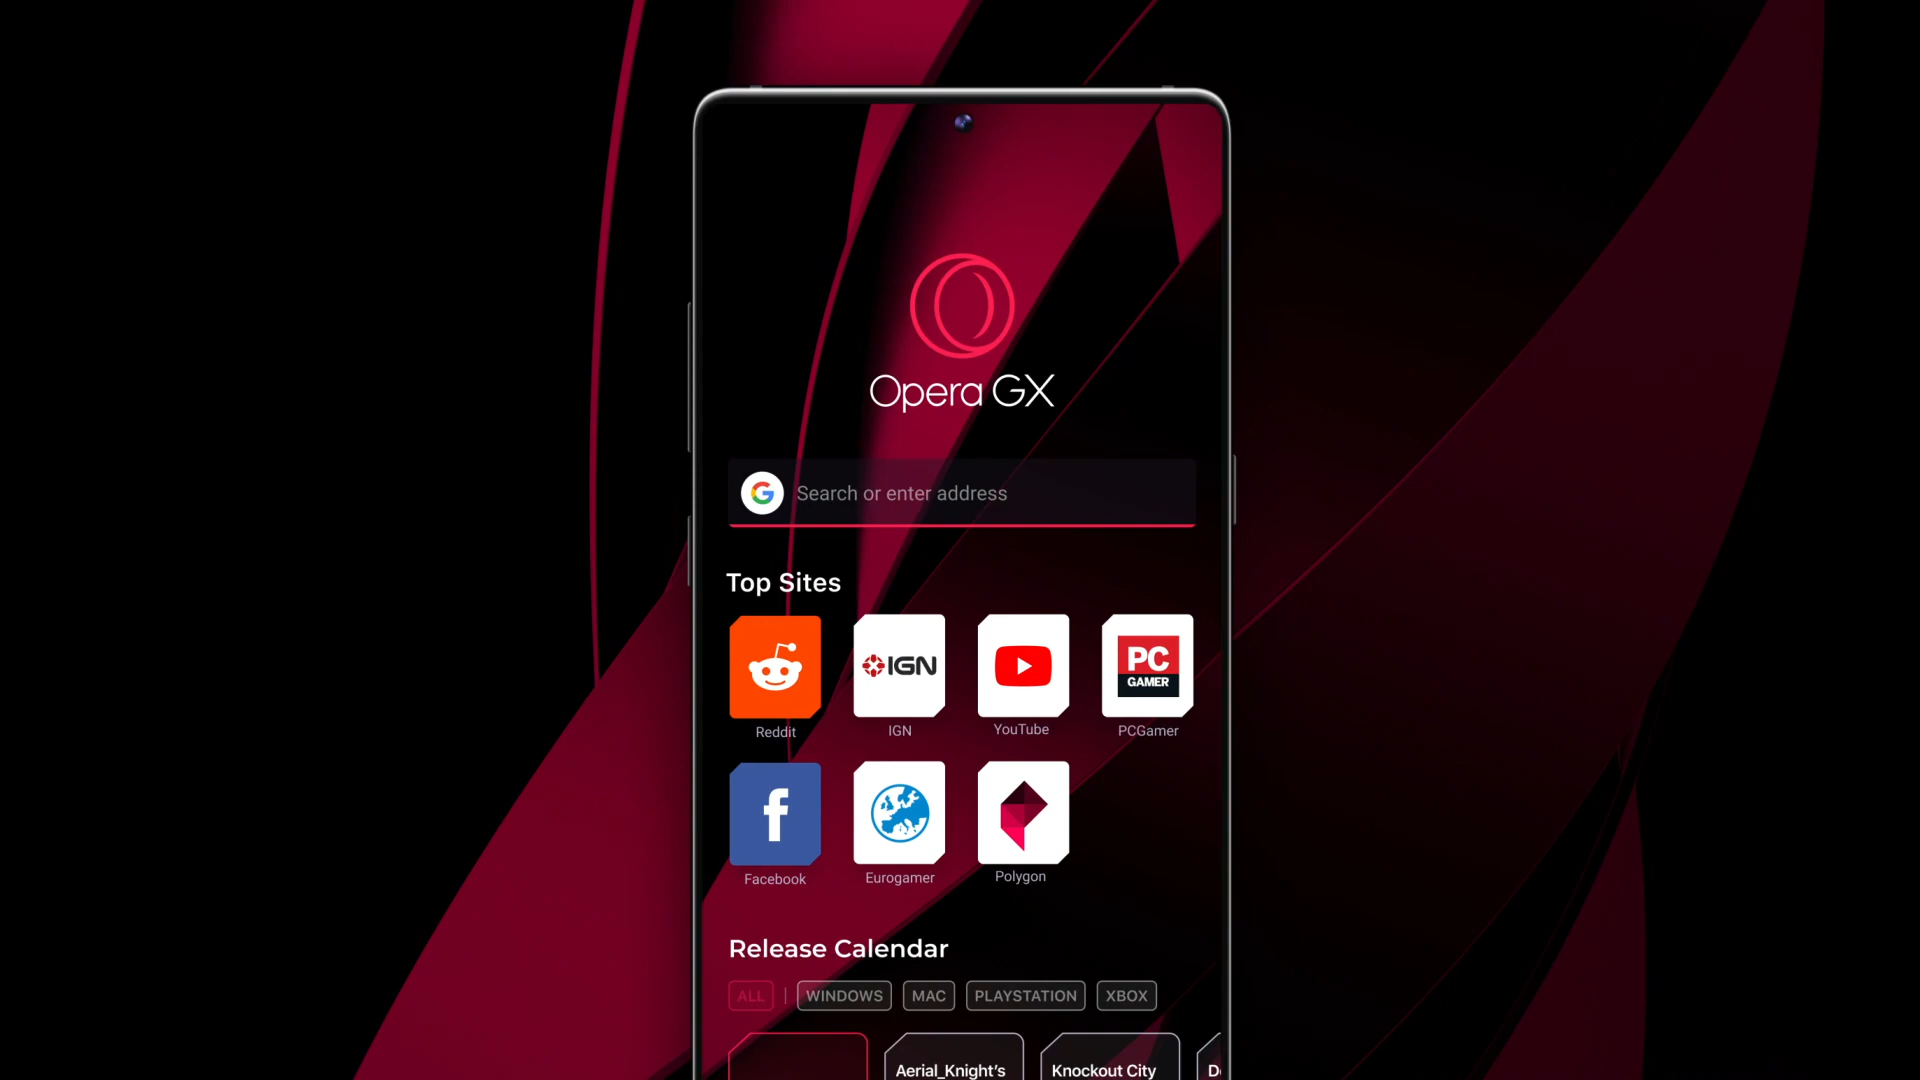 Opera GX
G Search or enter address
Top Sites
IGN
PC
GAMER
Reddit
IGN
YouTube
PCGamer
f
Facebook
Eurogamer
Polygon
Release Calendar
ALL | WINDOWS MAC PLAYSTATION XBOX
Aerial_Knight's
Knockout City